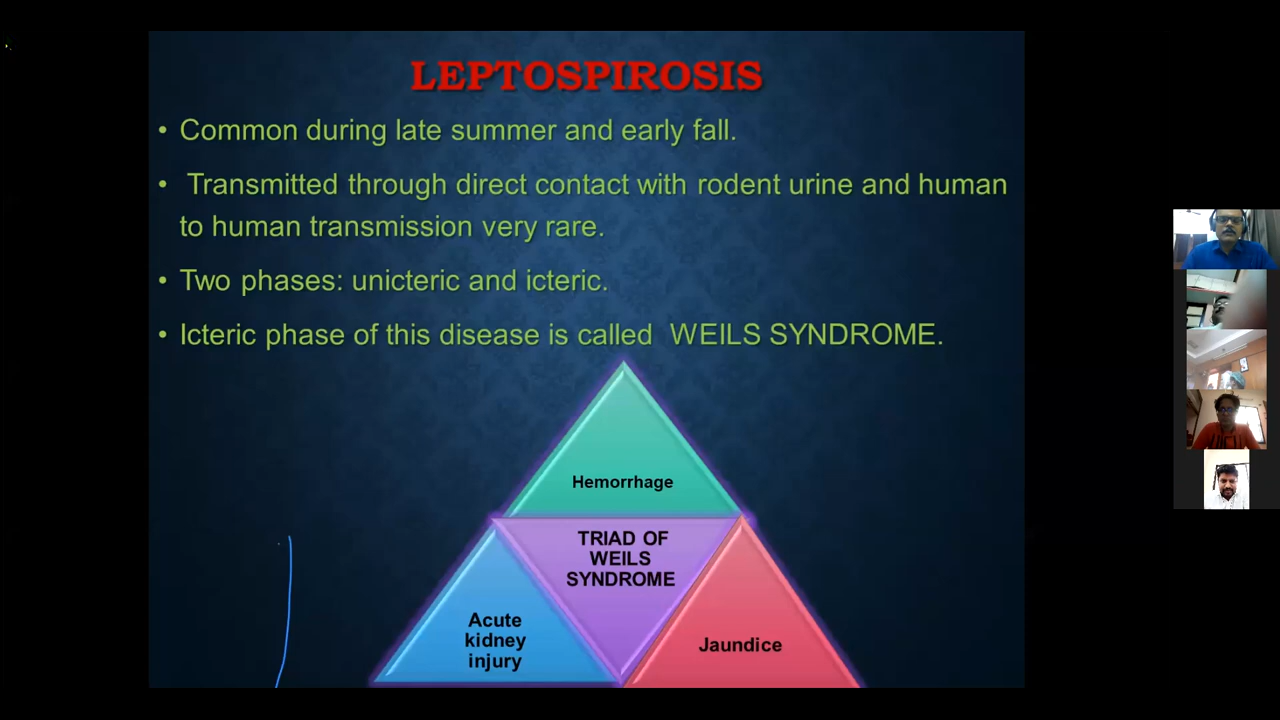 LEPTOSPIROSIS
• Common during late summer and early fall.
• Transmitted through direct contact with rodent urine and human
to human transmission very rare.
• Two phases: unicteric and icteric.
• Icteric phase of this disease is called WEILS SYNDROME.
Hemorrhage
TRIAD OF
WEILS
SYNDROME
Acute
kidney
injury
Jaundice